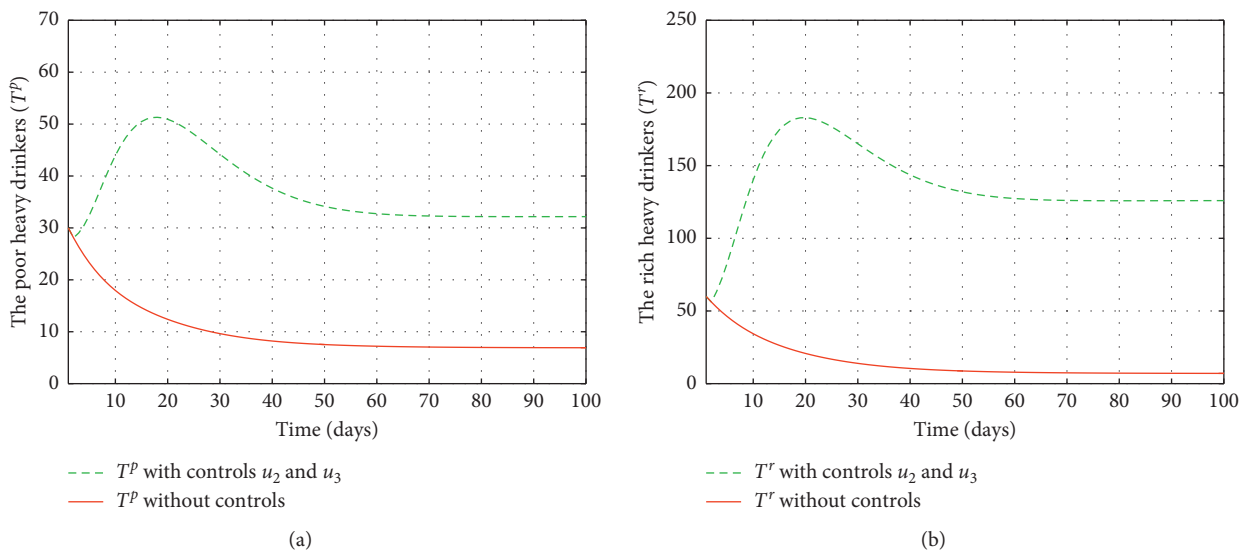 70
60
50
40
30
20
10
0
The poor heavy drinkers (T^p)
10 20 30 40 50 60 70 80 90 100
Time (days)
T^p with controls u_2 and u_3
T^p without controls
(a)
250
200
150
100
50
0
The rich heavy drinkers (T^r)
10 20 30 40 50 60 70 80 90 100
Time (days)
T^r with controls u_2 and u_3
T^r without controls
(b)